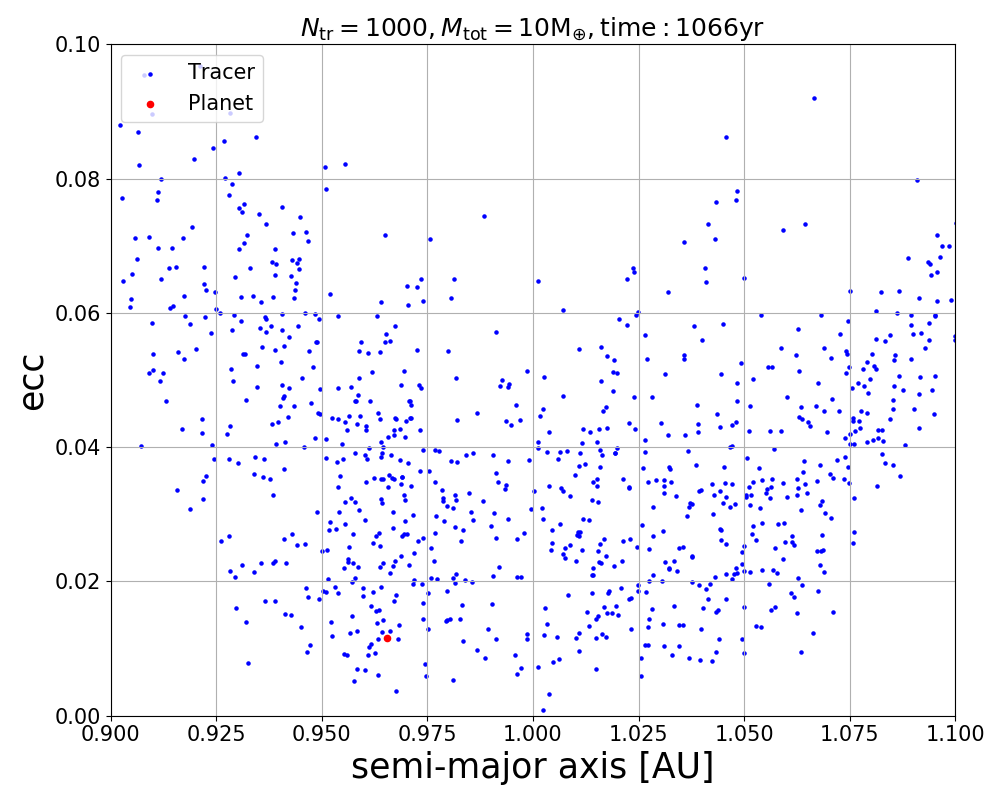 N_tr = 1000, M_tot = 10M_⊕, time : 1066yr
Tracer
Planet
ecc
0.10
0.08
0.06
0.04
0.02
0.00
0.900 0.925 0.950 0.975 1.000 1.025 1.050 1.075 1.100
semi-major axis [AU]